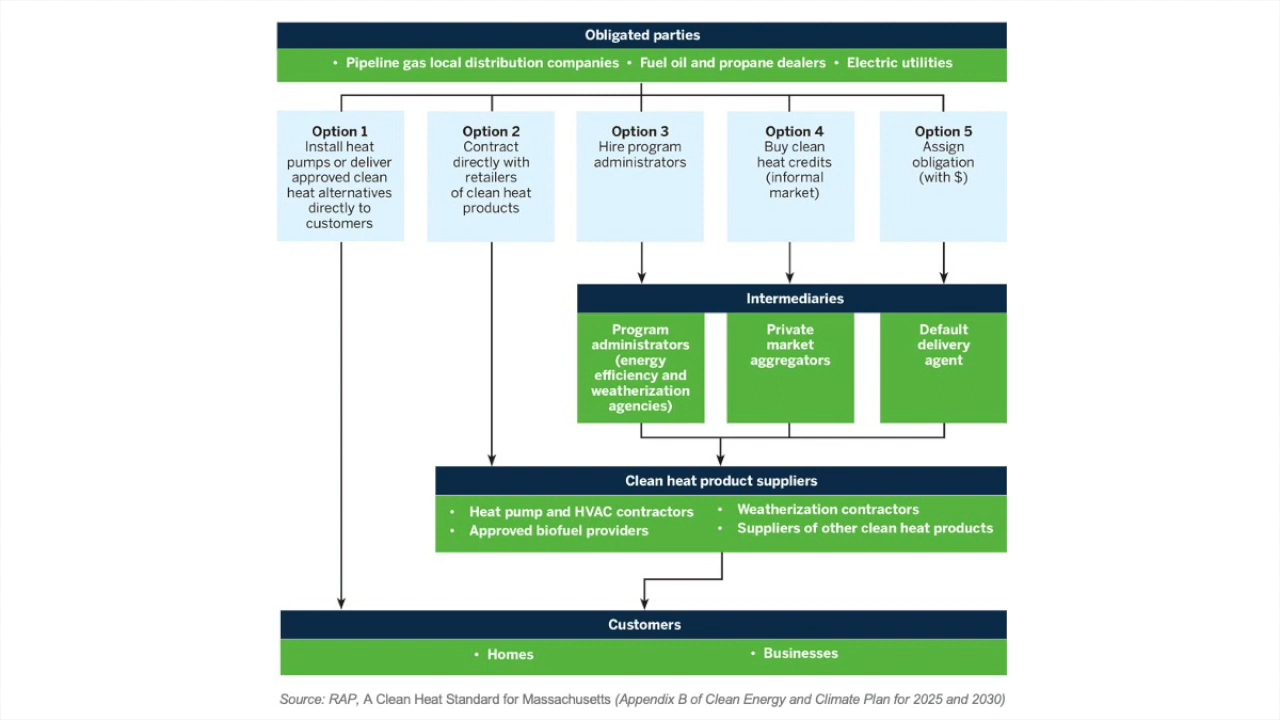 Obligated parties
• Pipeline gas local distribution companies • Fuel oil and propane dealers • Electric utilities
Option 1
Install heat
pumps or deliver
approved clean
heat alternatives
directly to
customers
Option 2
Contract
directly with
retailers
of clean heat
products
Option 3
Hire program
administrators
Option 4
Buy clean
heat credits
(informal
market)
Option 5
Assign
obligation
(with $)
Intermediaries
Program
administrators
(energy
efficiency and
weatherization
agencies)
Private
market
aggregators
Default
delivery
agent
Clean heat product suppliers
• Heat pump and HVAC contractors
• Approved biofuel providers
• Weatherization contractors
• Suppliers of other clean heat products
Customers
• Homes
• Businesses
Source: RAP, A Clean Heat Standard for Massachusetts (Appendix B of Clean Energy and Climate Plan for 2025 and 2030)